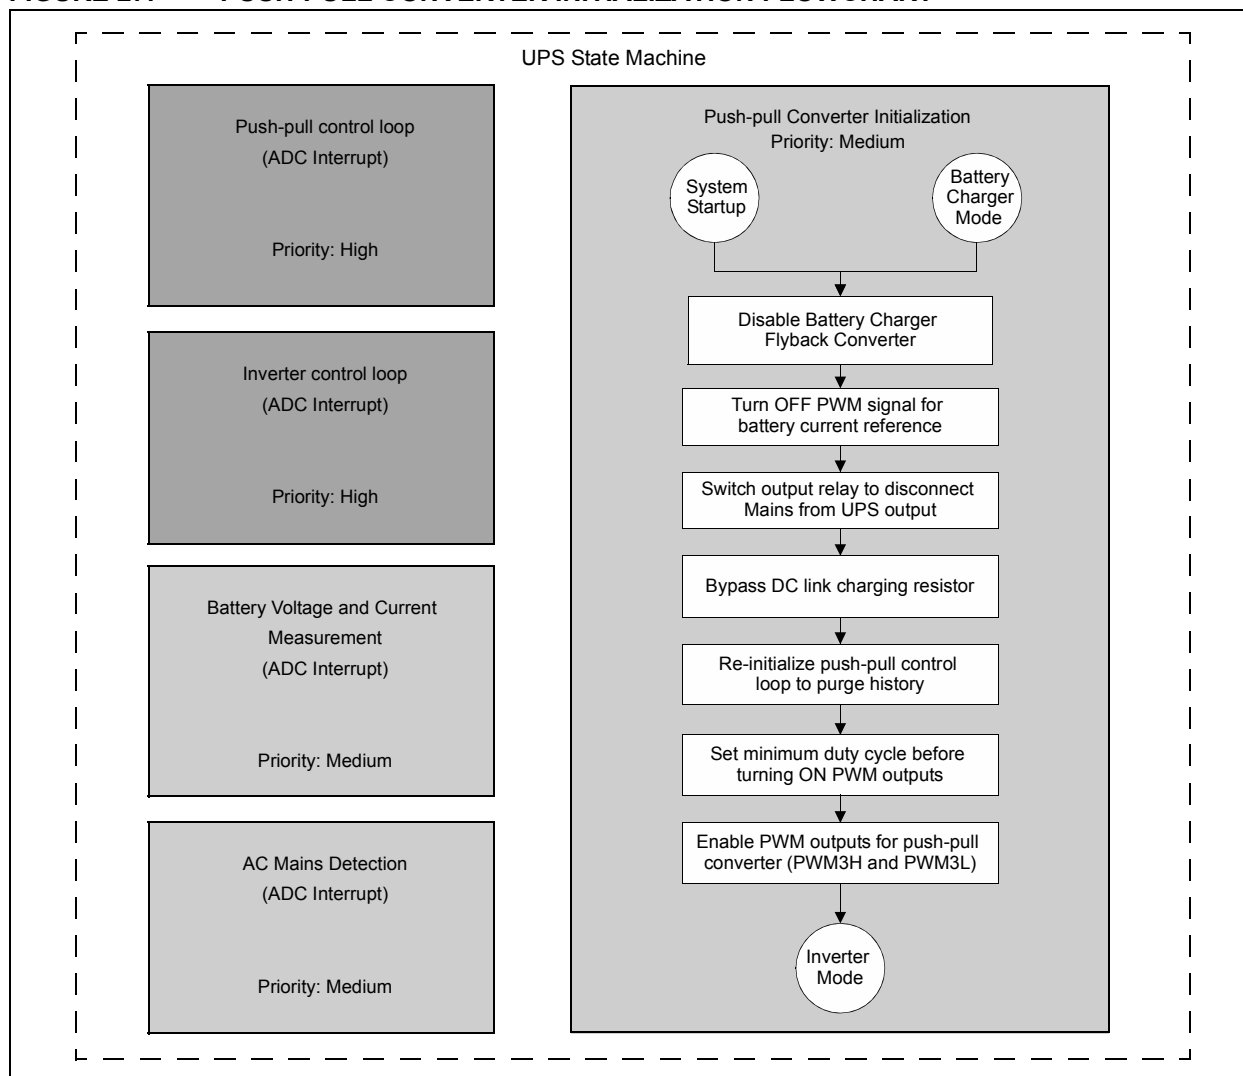 UPS State Machine
Push-pull control loop
(ADC Interrupt)
Priority: High
Inverter control loop
(ADC Interrupt)
Priority: High
Battery Voltage and Current
Measurement
(ADC Interrupt)
Priority: Medium
AC Mains Detection
(ADC Interrupt)
Priority: Medium
Push-pull Converter Initialization
Priority: Medium
System
Startup
Battery
Charger
Mode
Disable Battery Charger
Flyback Converter
Turn OFF PWM signal for
battery current reference
Switch output relay to disconnect
Mains from UPS output
Bypass DC link charging resistor
Re-initialize push-pull control
loop to purge history
Set minimum duty cycle before
turning ON PWM outputs
Enable PWM outputs for push-pull
converter (PWM3H and PWM3L)
Inverter
Mode